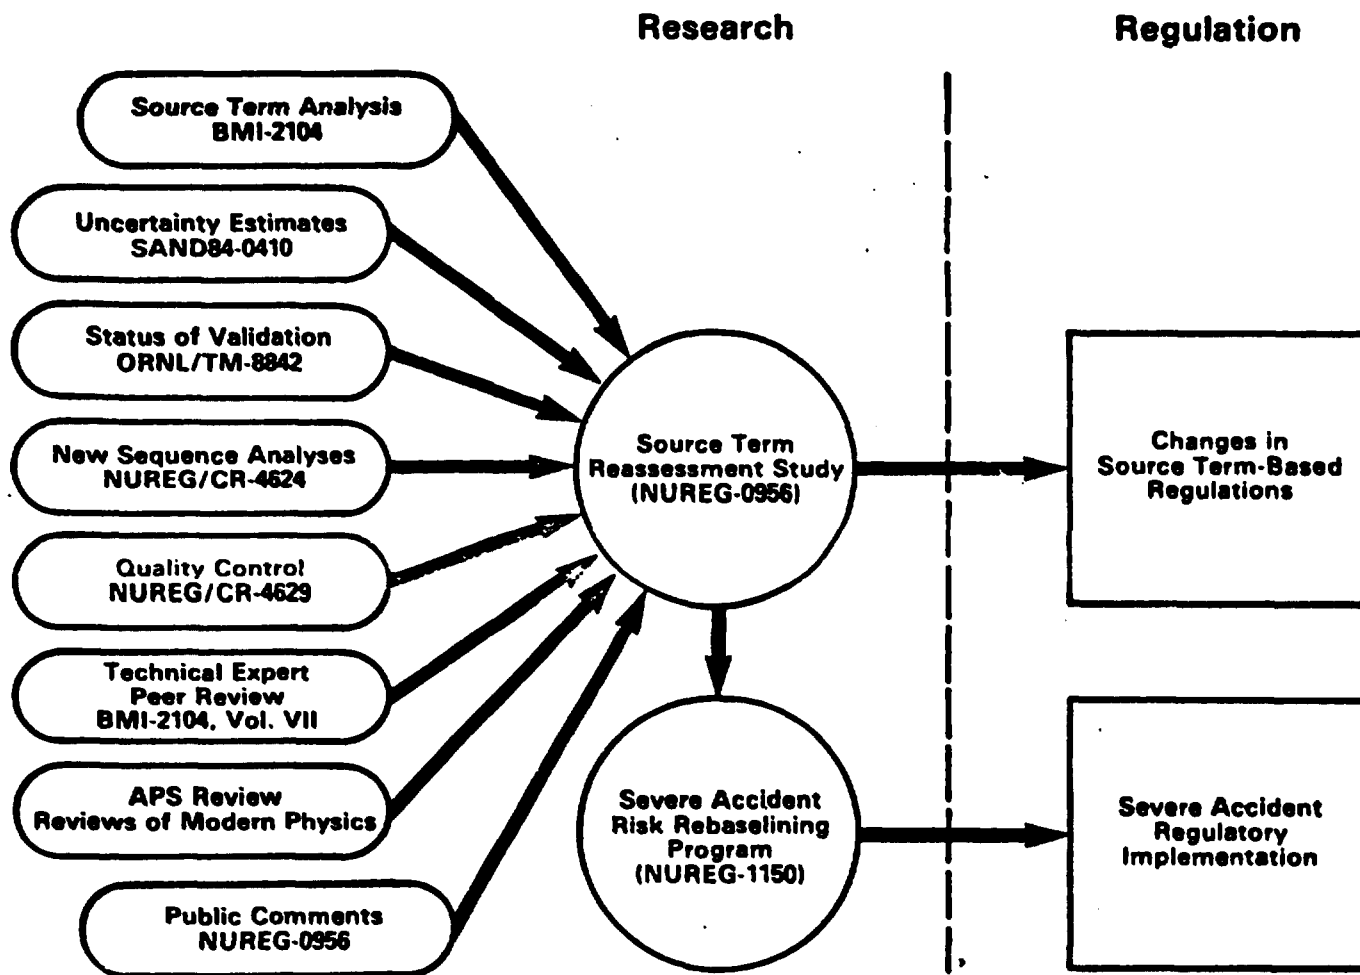 Research
Regulation
Source Term Analysis
BMI-2104
Uncertainty Estimates
SAND84-0410
Status of Validation
ORNL/TM-8842
New Sequence Analyses
NUREG/CR-4624
Quality Control
NUREG/CR-4629
Technical Expert
Peer Review
BMI-2104, Vol. VII
APS Review
Reviews of Modern Physics
Public Comments
NUREG-0956
Source Term
Reassessment Study
(NUREG-0956)
Severe Accident
Risk Rebaselining
Program
(NUREG-1150)
Changes in
Source Term-Based
Regulations
Severe Accident
Regulatory
Implementation